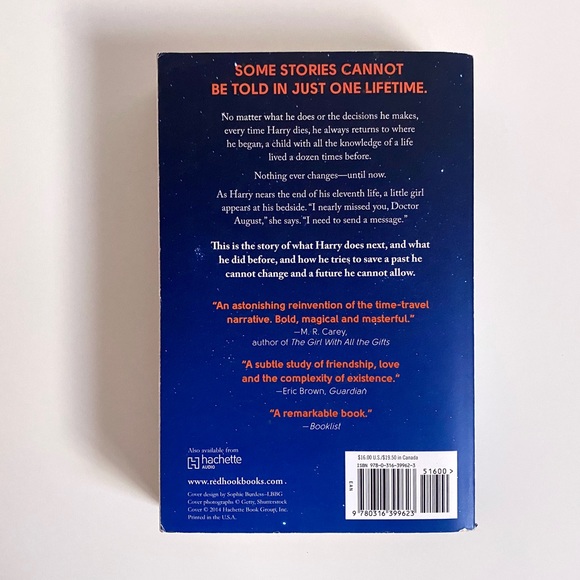 SOME STORIES CANNOT
BE TOLD IN JUST ONE LIFETIME.
No matter what he does or the decisions he makes,
every time Harry dies, he always returns to where
he began, a child with all the knowledge of a life
lived a dozen times before.
Nothing ever changes—until now.
As Harry nears the end of his eleventh life, a little girl
appears at his bedside. “I nearly missed you, Doctor
August,” she says. “I need to send a message.”
This is the story of what Harry does next, and what
he did before, and how he tries to save a past he
cannot change and a future he cannot allow.
“An astonishing reinvention of the time-travel
narrative. Bold, magical and masterful.”
—M. R. Carey,
author of The Girl With All the Gifts
“A subtle study of friendship, love
and the complexity of existence.”
—Eric Brown, Guardian
“A remarkable book.”
—Booklist
Also available from
hachette
AUDIO
www.redhookbooks.com
Cover design by Sophie Burdess–LBBG
Cover photographs © Getty, Shutterstock
Cover © 2014 Hachette Book Group, Inc.
Printed in the U.S.A.
$16.00 U.S./$19.50 in Canada
ISBN 978-0-316-39962-3
51600>
EAN
9 780316 399623